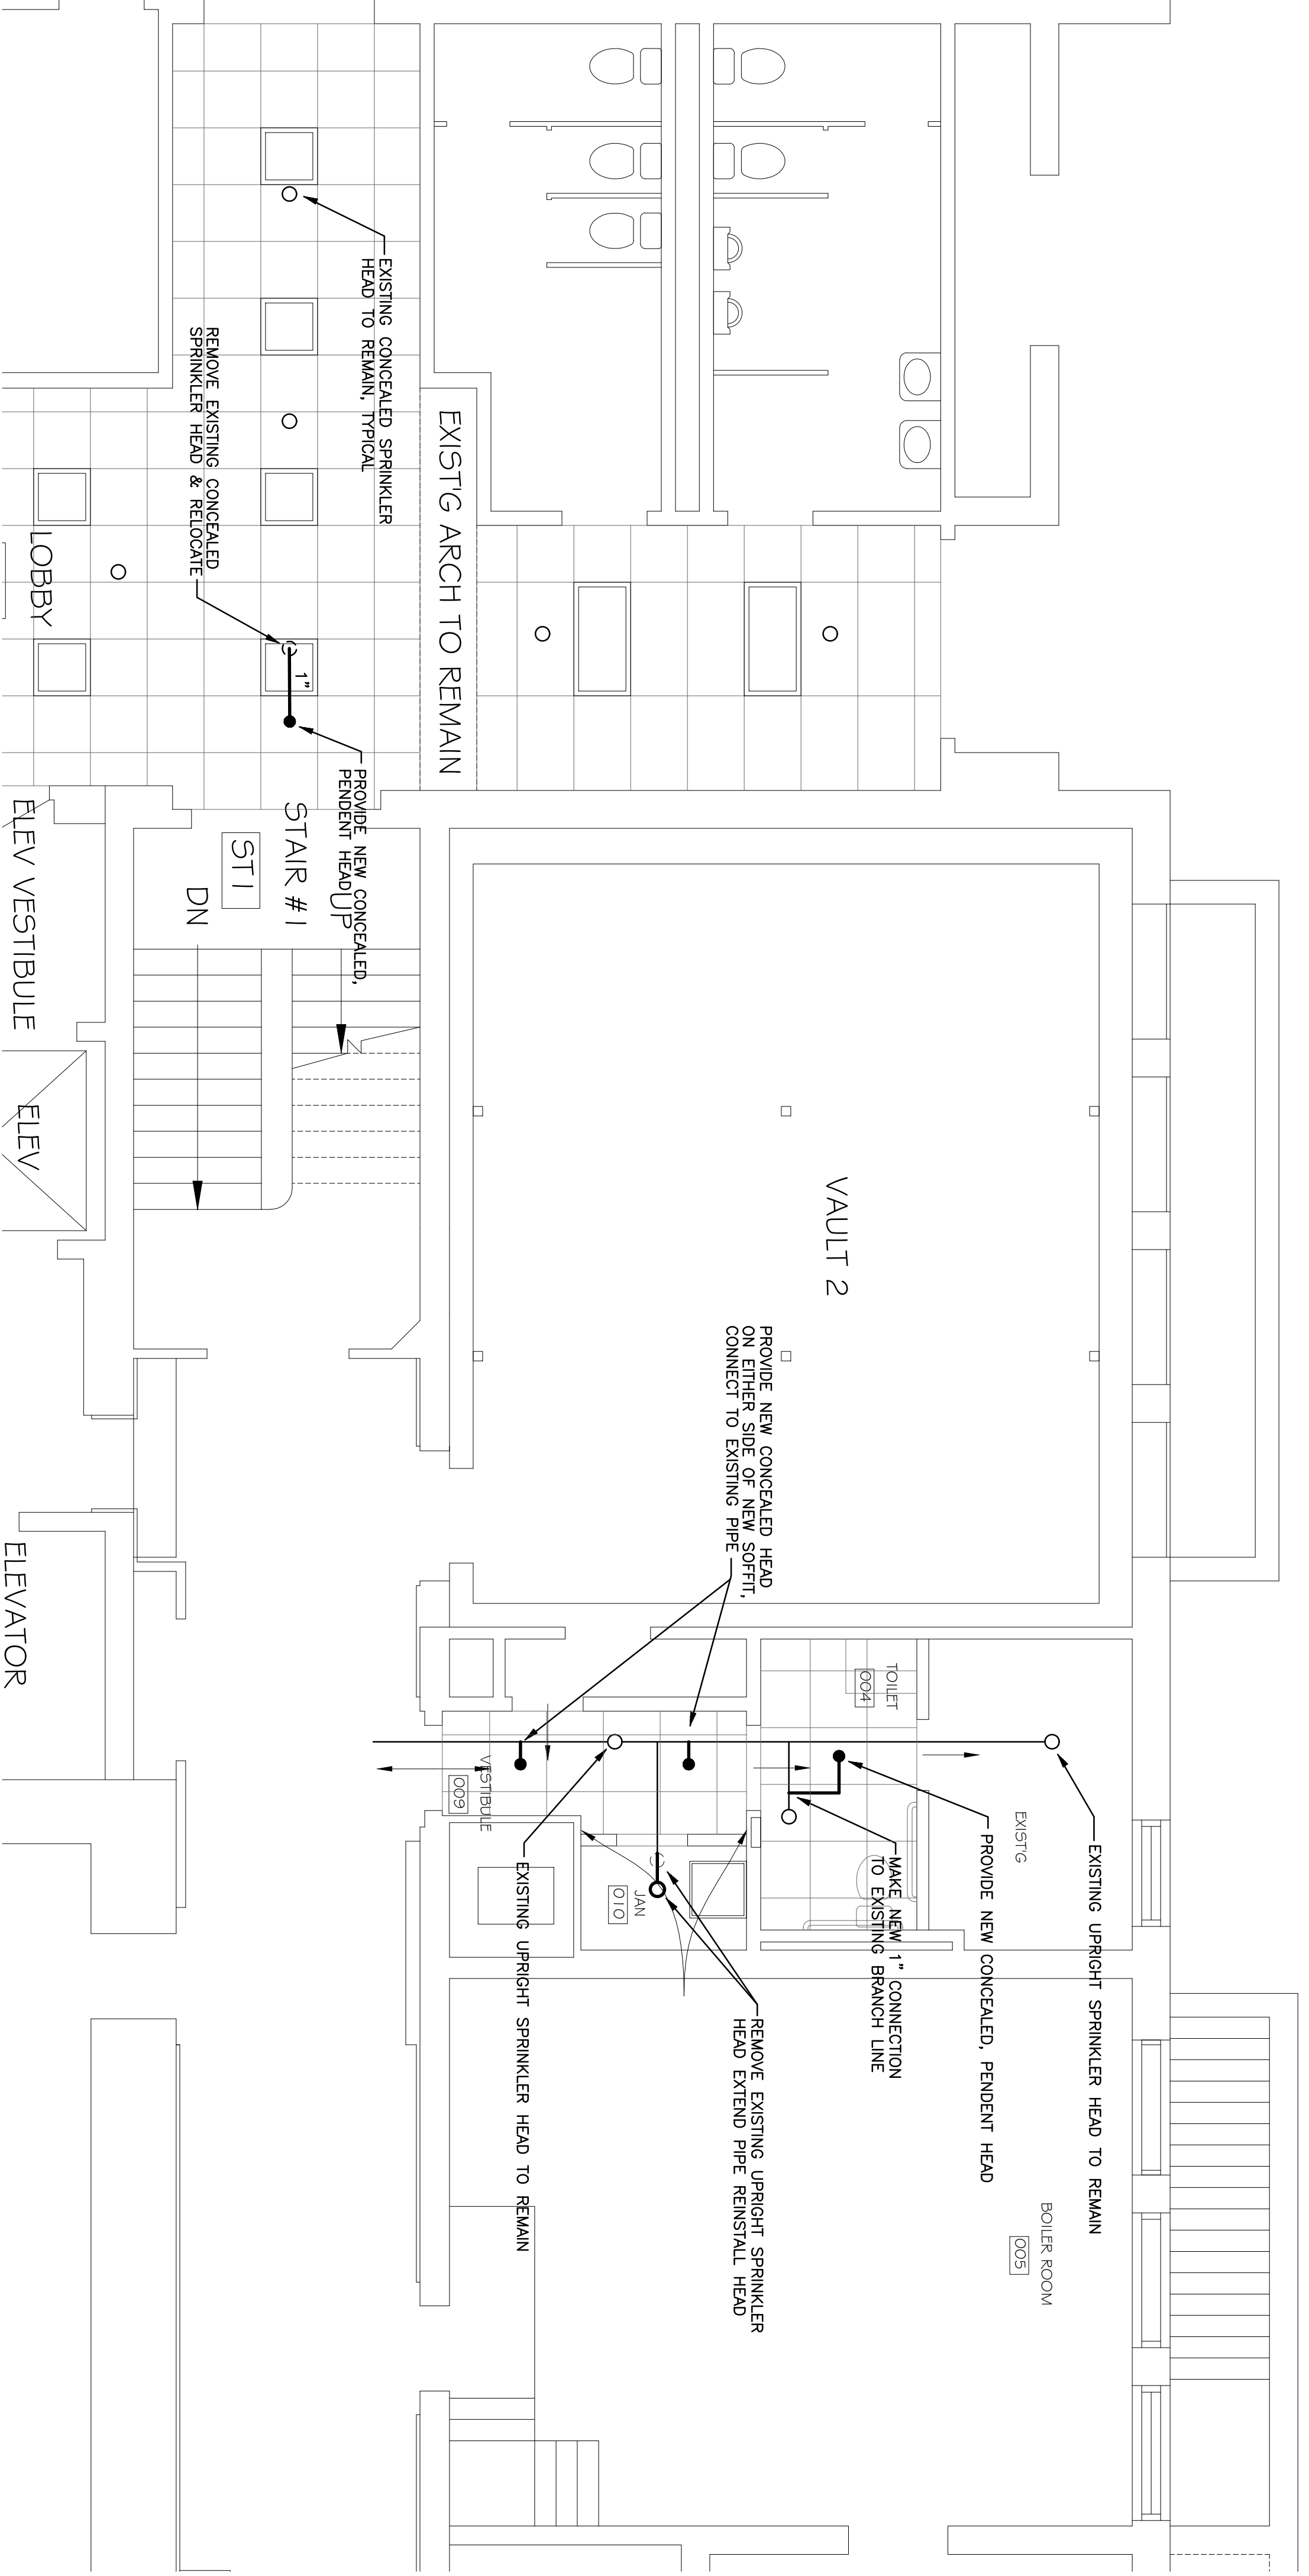 EXISTING CONCEALED SPRINKLER
HEAD TO REMAIN, TYPICAL
REMOVE EXISTING CONCEALED
SPRINKLER HEAD & RELOCATE
EXIST'G ARCH TO REMAIN
LOBBY
1"
PROVIDE NEW CONCEALED,
PENDENT HEAD
UP
STAIR #1
ST1
DN
ELEV VESTIBULE
ELEV
ELEVATOR
VAULT 2
PROVIDE NEW CONCEALED HEAD
ON EITHER SIDE OF NEW SOFFIT,
CONNECT TO EXISTING PIPE
TOILET
004
VESTIBULE
009
JAN
010
EXIST'G
EXISTING UPRIGHT SPRINKLER HEAD TO REMAIN
PROVIDE NEW CONCEALED, PENDENT HEAD
MAKE NEW 1" CONNECTION
TO EXISTING BRANCH LINE
REMOVE EXISTING UPRIGHT SPRINKLER
HEAD EXTEND PIPE REINSTALL HEAD
EXISTING UPRIGHT SPRINKLER HEAD TO REMAIN
BOILER ROOM
005